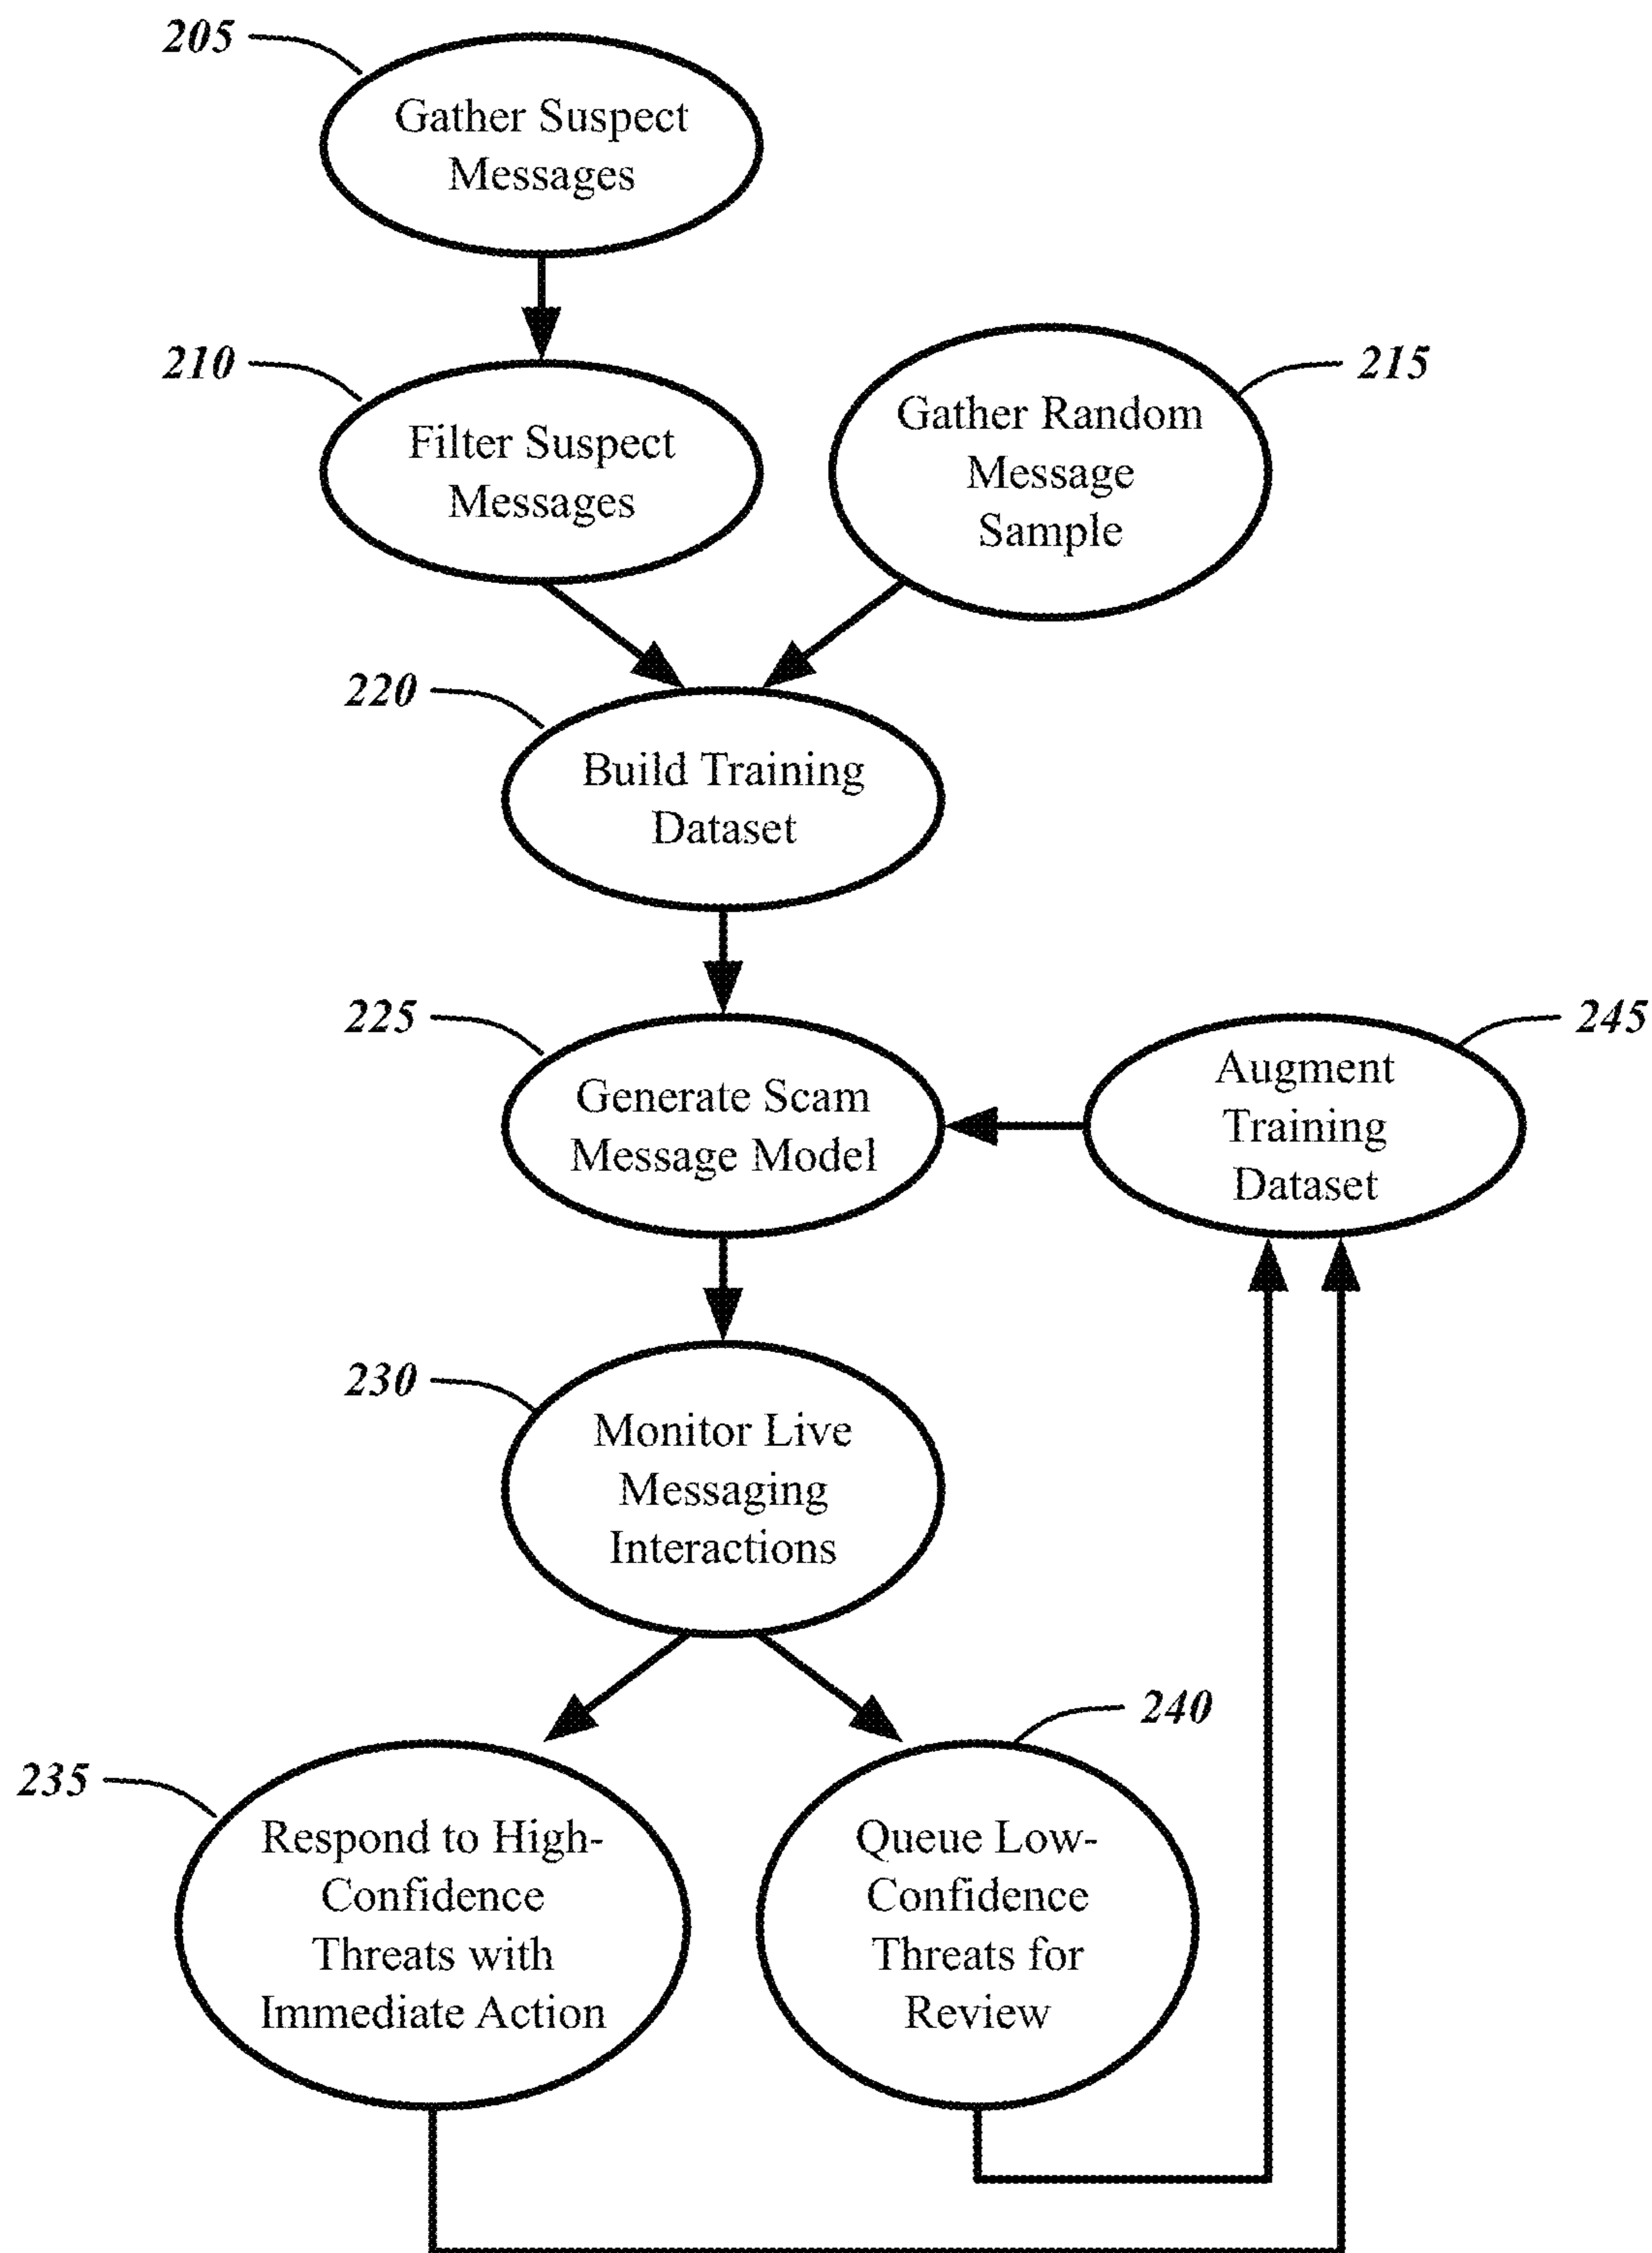 205
Gather Suspect
Messages
210
Filter Suspect
Messages
215
Gather Random
Message
Sample
220
Build Training
Dataset
225
Generate Scam
Message Model
245
Augment
Training
Dataset
230
Monitor Live
Messaging
Interactions
235
Respond to High-
Confidence
Threats with
Immediate Action
240
Queue Low-
Confidence
Threats for
Review